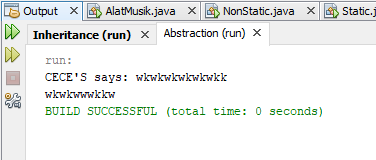 Output AlatMusik.java NonStatic.java Static.j
Inheritance (run) Abstraction (run)
run:
CECE'S says: wkwkwkwkwkwkk
wkwkwwwkkw
BUILD SUCCESSFUL (total time: 0 seconds)